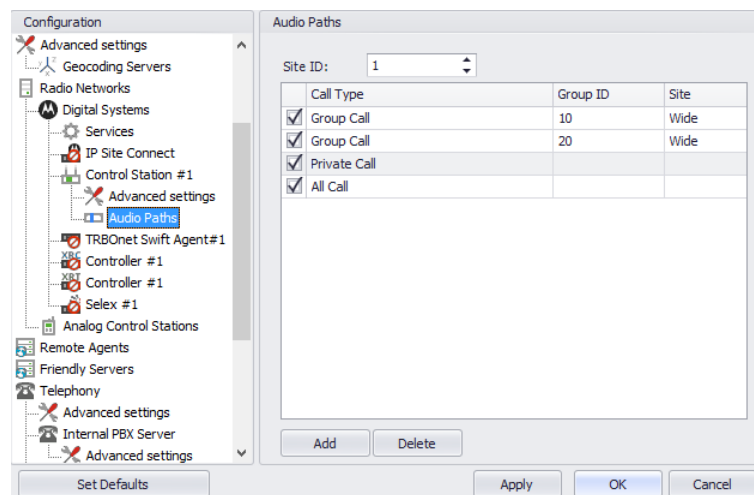 Configuration
Advanced settings
Geocoding Servers
Radio Networks
Digital Systems
Services
IP Site Connect
Control Station #1
Advanced settings
Audio Paths
TRBOnet Swift Agent#1
XRC
Controller #1
XRT
Controller #1
Selex #1
Analog Control Stations
Remote Agents
Friendly Servers
Telephony
Advanced settings
Internal PBX Server
Advanced settings
Set Defaults
Audio Paths
Site ID: 1
Call Type Group ID Site
Group Call 10 Wide
Group Call 20 Wide
Private Call
All Call
Add Delete
Apply OK Cancel